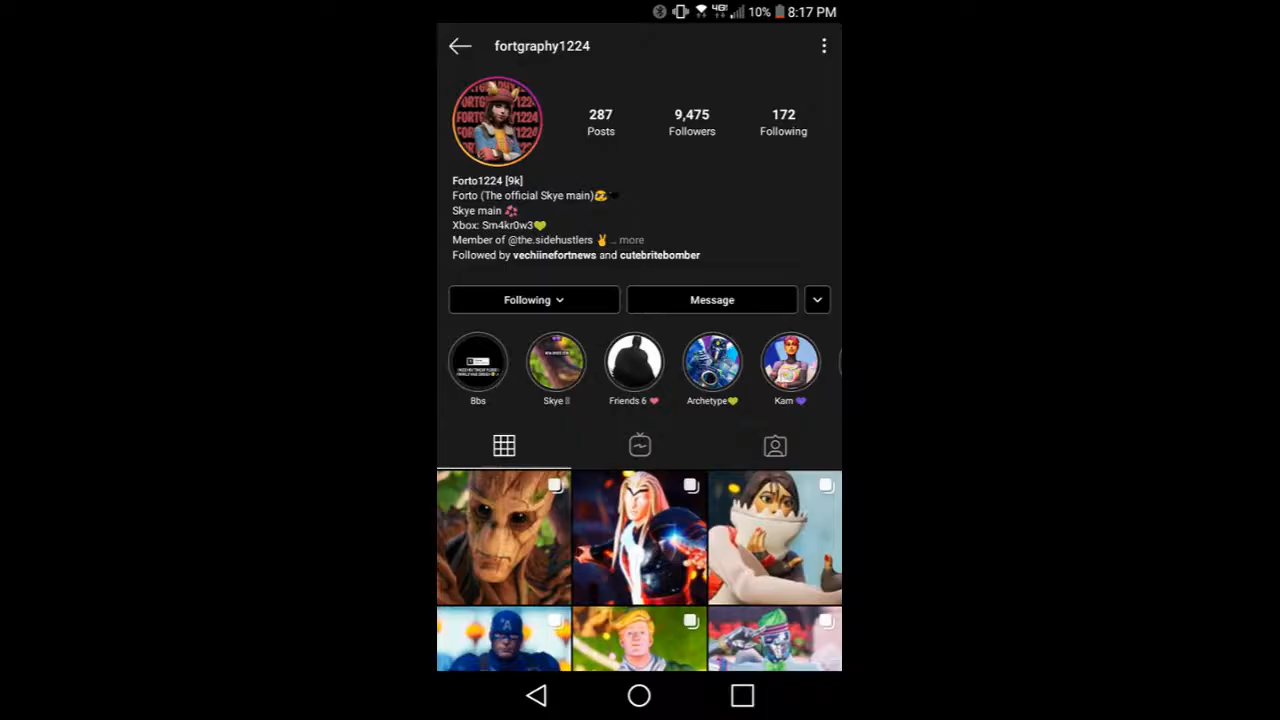 4G 10% 8:17 PM
fortgraphy1224
287 9,475 172
Posts Followers Following
Forto1224 [9k]
Forto (The official Skye main)
Skye main
Xbox: Sm4kr0w3
Member of @the.sidehustlers ✌ ... more
Followed by vechiinefortnews and cutebritebomber
Following Message
Bbs Skye Friends 6 Archetype💚 Kam 💜